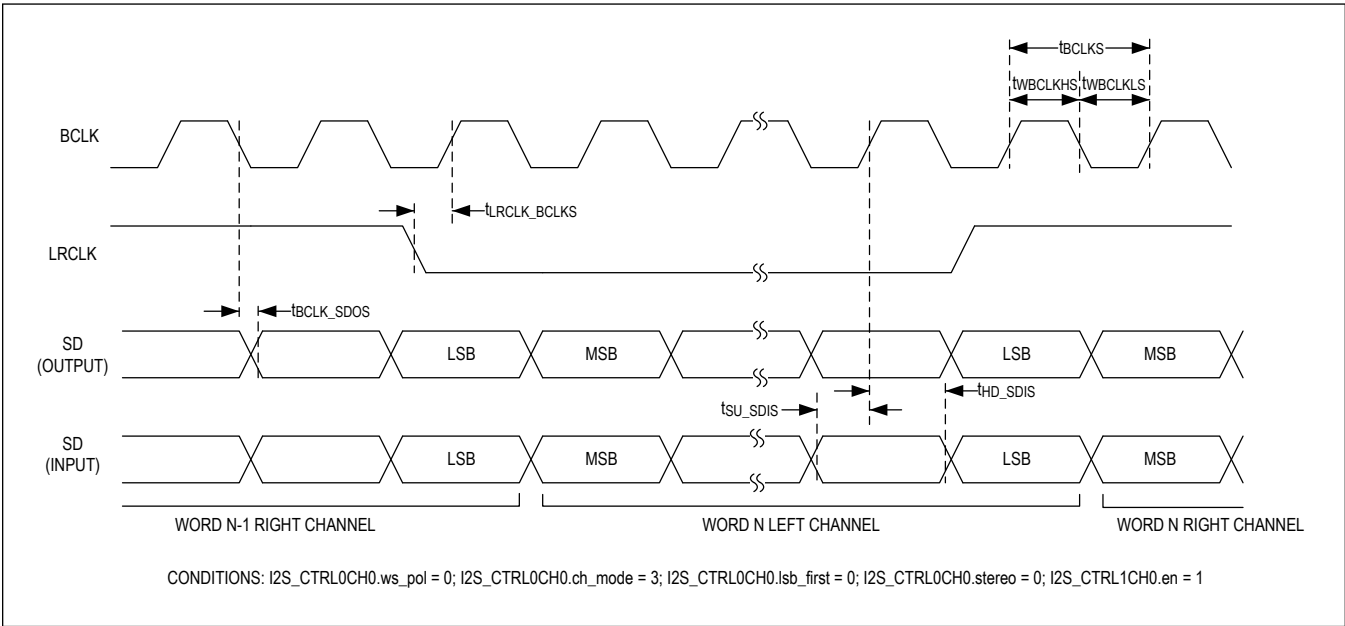 tBCLKS
tWBCLKHS tWBCLKLS
BCLK
tLRCLK_BCLKS
LRCLK
tBCLK_SDOS
SD
(OUTPUT)
LSB MSB LSB MSB
tSU_SDIS tHD_SDIS
SD
(INPUT)
LSB MSB LSB MSB
WORD N-1 RIGHT CHANNEL WORD N LEFT CHANNEL WORD N RIGHT CHANNEL
CONDITIONS: I2S_CTRL0CH0.ws_pol = 0; I2S_CTRL0CH0.ch_mode = 3; I2S_CTRL0CH0.lsb_first = 0; I2S_CTRL0CH0.stereo = 0; I2S_CTRL1CH0.en = 1